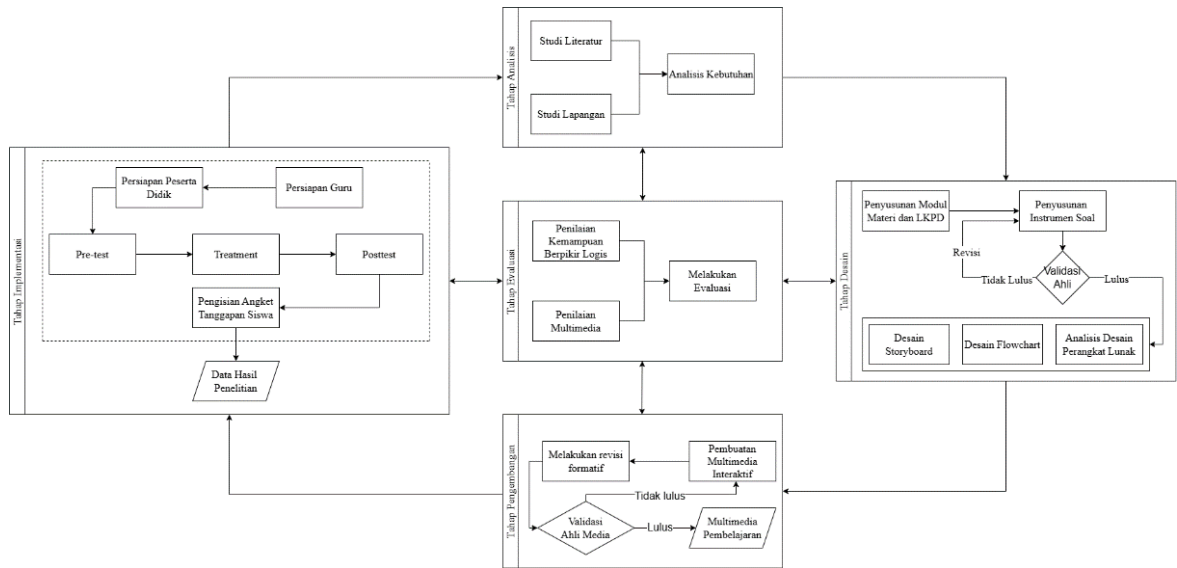 Tahap Analisis
Studi Literatur
Studi Lapangan
Analisis Kebutuhan
Tahap Implementasi
Persiapan Peserta
Didik
Persiapan Guru
Pre-test
Treatment
Posttest
Pengisian Angket
Tanggapan Siswa
Data Hasil
Penelitian
Tahap Evaluasi
Penilaian
Kemampuan
Berpikir Logis
Penilaian
Multimedia
Melakukan
Evaluasi
Tahap Desain
Penyusunan Modul
Materi dan LKPD
Penyusunan
Instrumen Soal
Revisi
Tidak Lulus
Validasi
Ahli
Lulus
Desain
Storyboard
Desain Flowchart
Analisis Desain
Perangkat Lunak
Tahap Pengembangan
Melakukan revisi
formatif
Pembuatan
Multimedia
Interaktif
Tidak lulus
Validasi
Ahli Media
Lulus
Multimedia
Pembelajaran